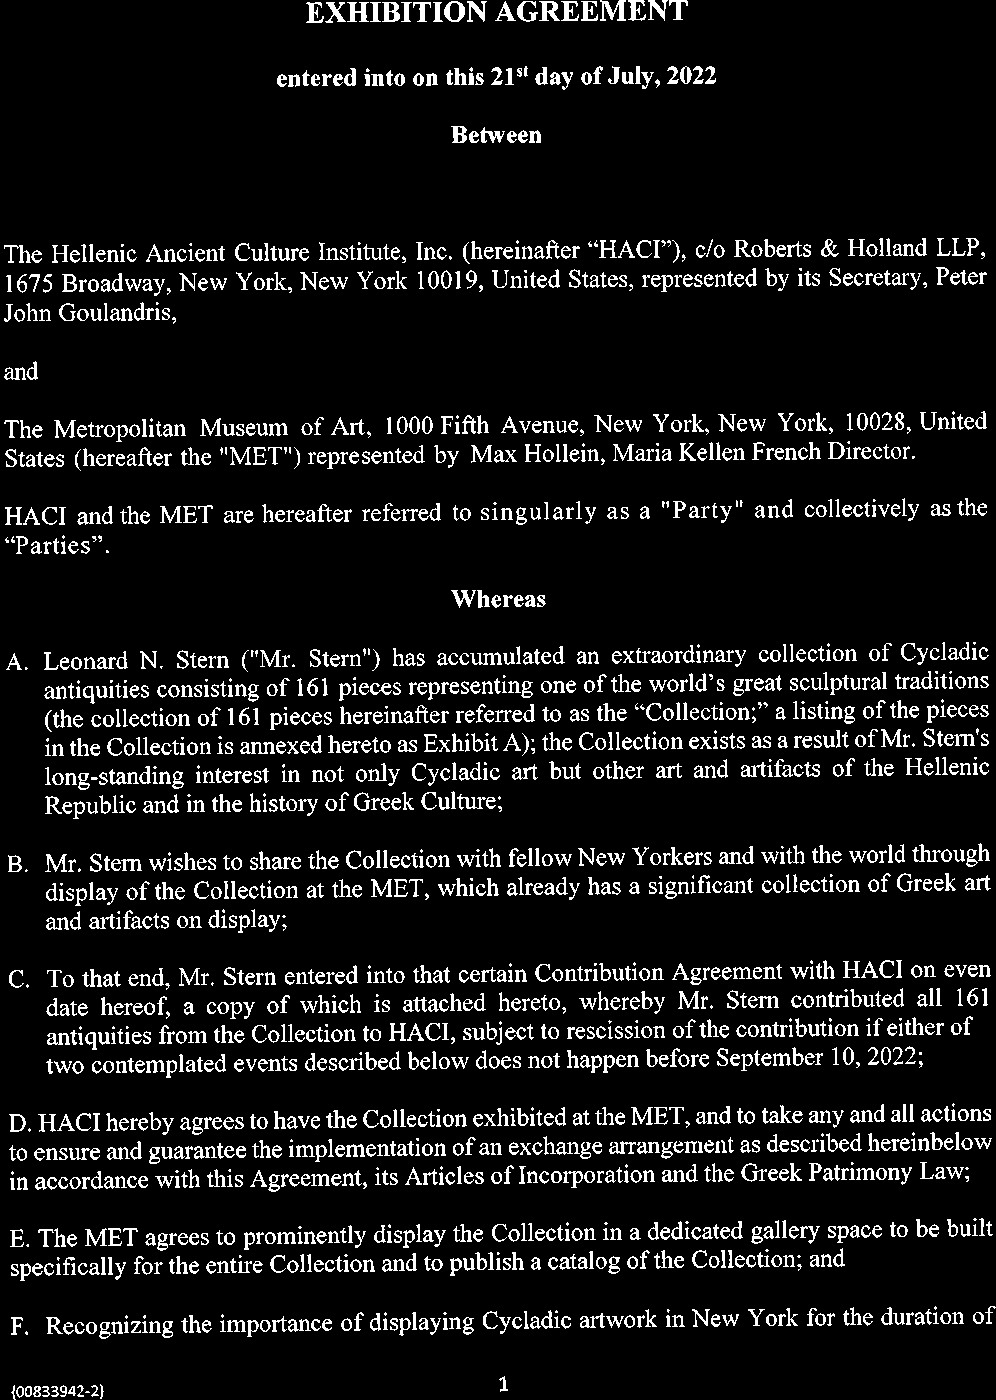 EXHIBITION AGREEMENT
entered into on this 21st day of July, 2022
Between
The Hellenic Ancient Culture Institute, Inc. (hereinafter “HACI”), c/o Roberts & Holland LLP,
1675 Broadway, New York, New York 10019, United States, represented by its Secretary, Peter
John Goulandris,
and
The Metropolitan Museum of Art, 1000 Fifth Avenue, New York, New York, 10028, United
States (hereafter the "MET") represented by Max Hollein, Maria Kellen French Director.
HACI and the MET are hereafter referred to singularly as a "Party" and collectively as the
“Parties”.
Whereas
A. Leonard N. Stern ("Mr. Stern") has accumulated an extraordinary collection of Cycladic
antiquities consisting of 161 pieces representing one of the world’s great sculptural traditions
(the collection of 161 pieces hereinafter referred to as the “Collection;” a listing of the pieces
in the Collection is annexed hereto as Exhibit A); the Collection exists as a result of Mr. Stern's
long-standing interest in not only Cycladic art but other art and artifacts of the Hellenic
Republic and in the history of Greek Culture;
B. Mr. Stern wishes to share the Collection with fellow New Yorkers and with the world through
display of the Collection at the MET, which already has a significant collection of Greek art
and artifacts on display;
C. To that end, Mr. Stern entered into that certain Contribution Agreement with HACI on even
date hereof, a copy of which is attached hereto, whereby Mr. Stern contributed all 161
antiquities from the Collection to HACI, subject to rescission of the contribution if either of
two contemplated events described below does not happen before September 10, 2022;
D. HACI hereby agrees to have the Collection exhibited at the MET, and to take any and all actions
to ensure and guarantee the implementation of an exchange arrangement as described hereinbelow
in accordance with this Agreement, its Articles of Incorporation and the Greek Patrimony Law;
E. The MET agrees to prominently display the Collection in a dedicated gallery space to be built
specifically for the entire Collection and to publish a catalog of the Collection; and
F. Recognizing the importance of displaying Cycladic artwork in New York for the duration of
{00833942-2}
1